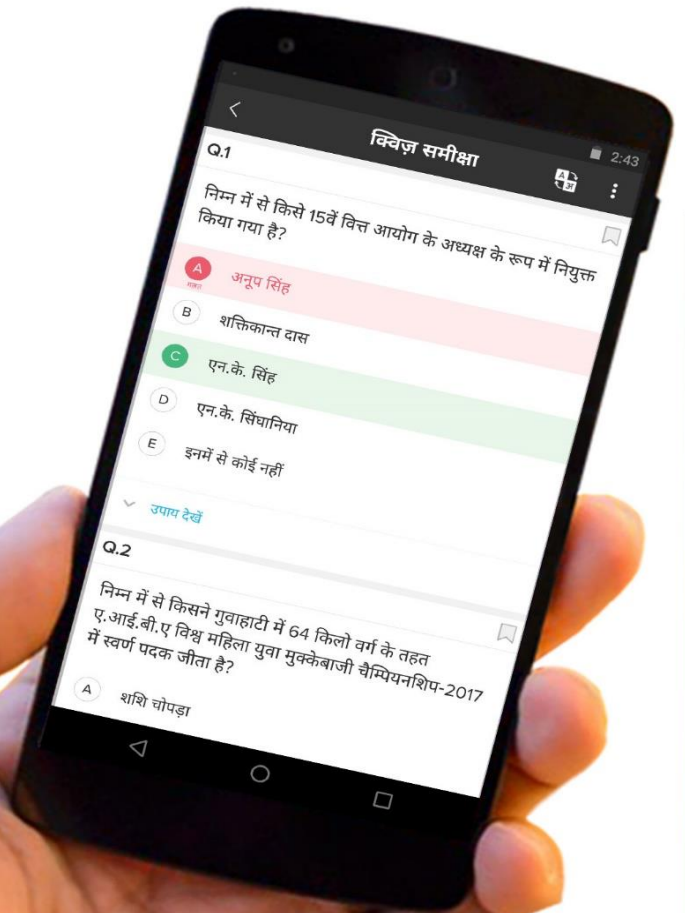 2:43
क्विज़ समीक्षा
Q.1
निम्न में से किसे 15वें वित्त आयोग के अध्यक्ष के रूप में नियुक्त
किया गया है?
A अनूप सिंह
B शक्तिकान्त दास
C एन.के. सिंह
D एन.के. सिंघानिया
E इनमें से कोई नहीं
उपाय देखें
Q.2
निम्न में से किसने गुवाहाटी में 64 किलो वर्ग के तहत
ए.आई.बी.ए विश्व महिला युवा मुक्केबाजी चैम्पियनशिप-2017
में स्वर्ण पदक जीता है?
A शशि चोपड़ा